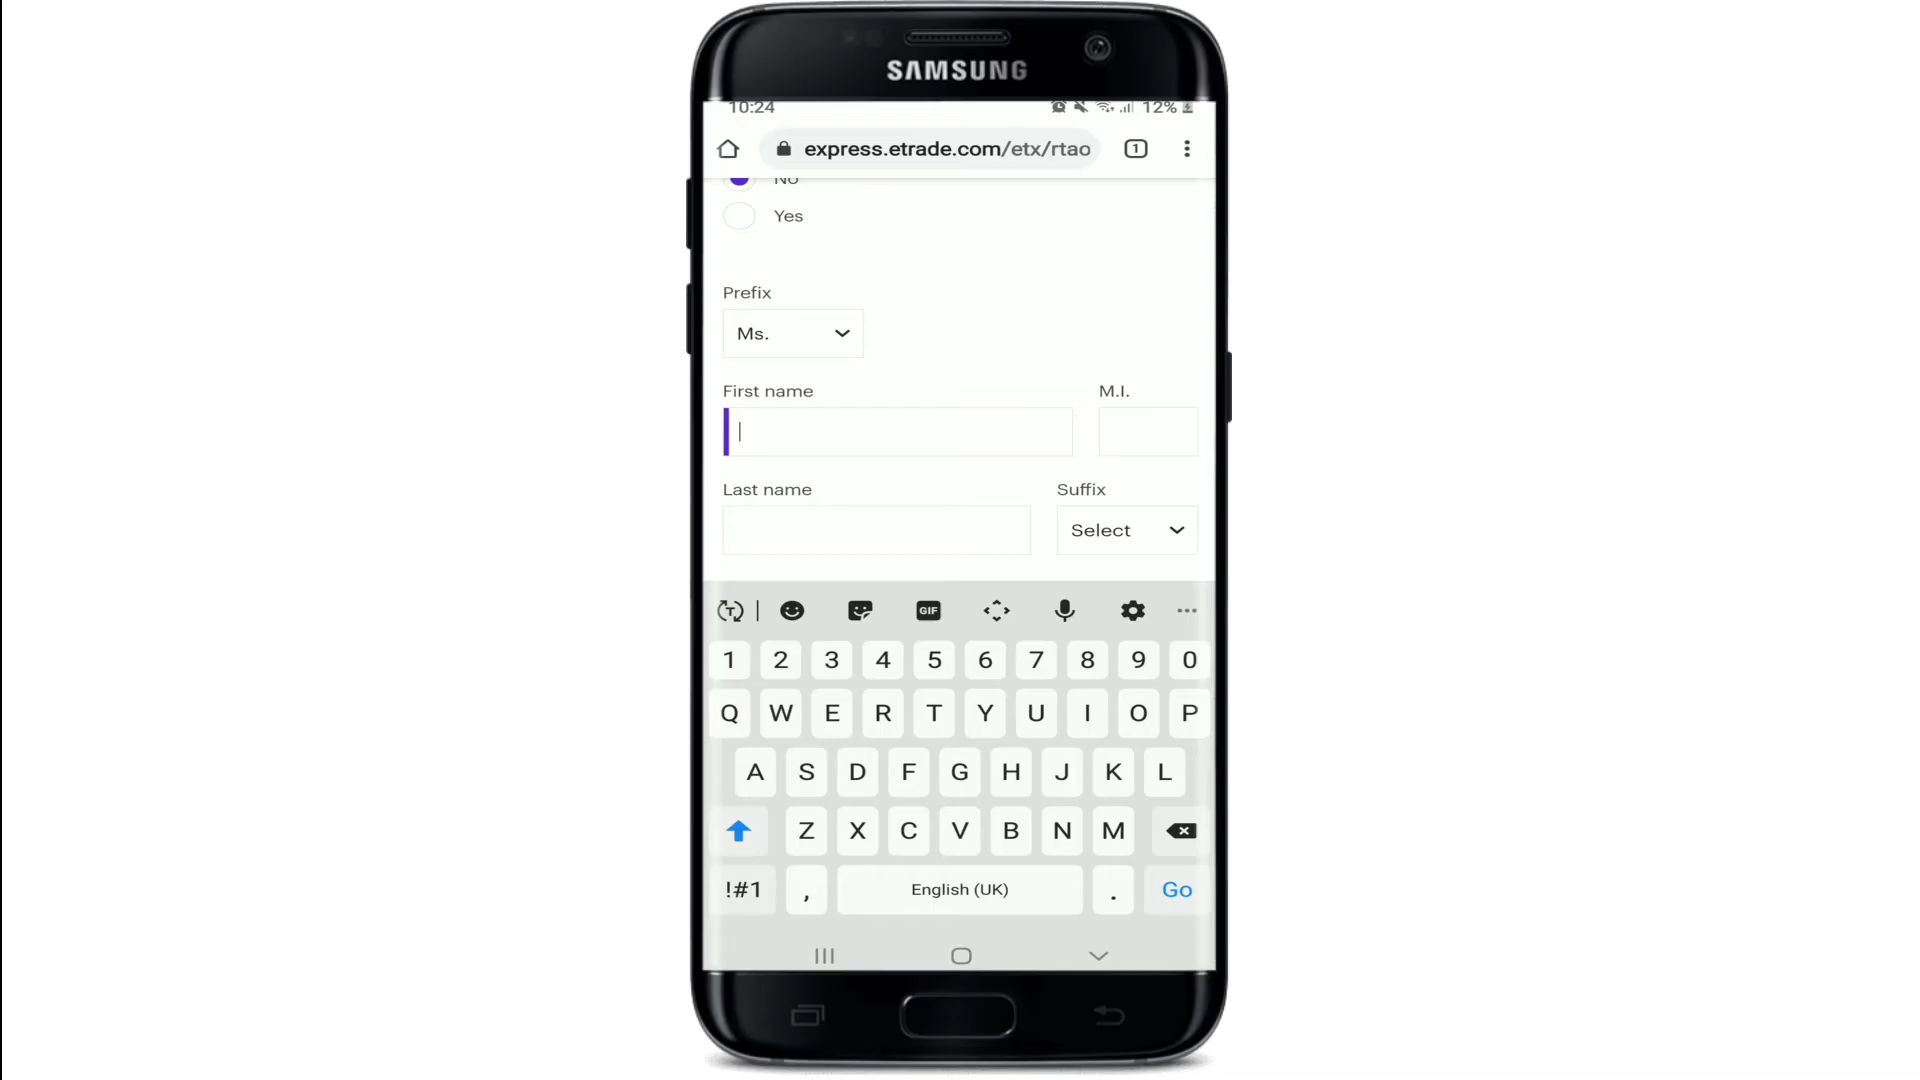 SAMSUNG
10:24 12%
express.etrade.com/etx/rtao 1
No
Yes
Prefix
Ms.
First name M.I.
Last name Suffix
Select
T GIF
1 2 3 4 5 6 7 8 9 0
Q W E R T Y U I O P
A S D F G H J K L
Z X C V B N M
!#1 , English (UK) . Go